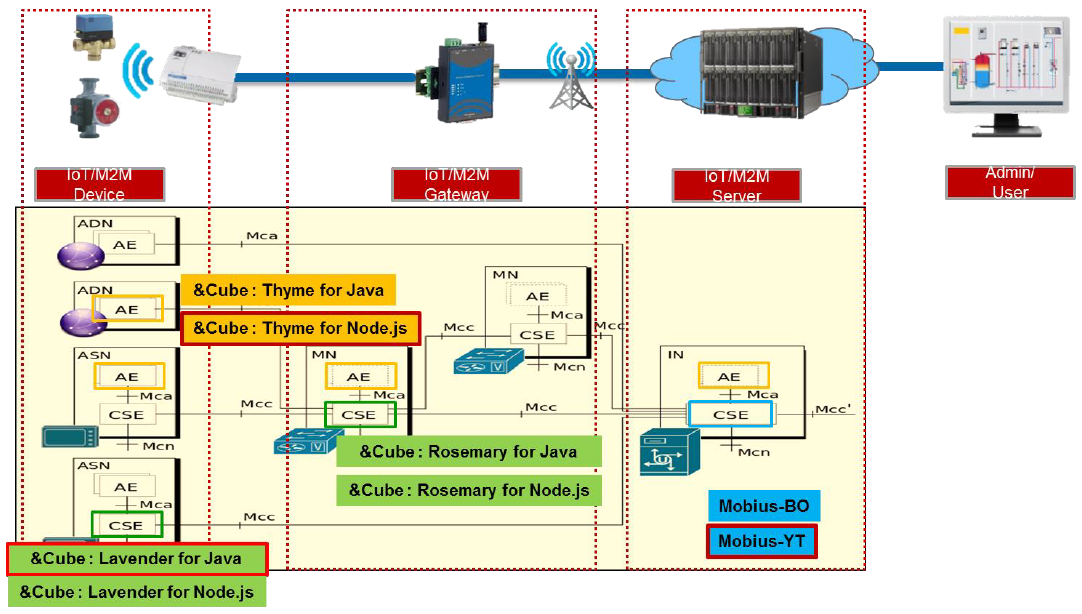 IoT/M2M
Device
IoT/M2M
Gateway
IoT/M2M
Server
Admin/
User
ADN
AE
Mca
ADN
AE
&Cube : Thyme for Java
&Cube : Thyme for Node.js
MN
AE
Mca
CSE
Mcc
Mcc
Mcn
ASN
AE
Mca
CSE
Mcn
Mcc
MN
AE
Mca
CSE
Mcc
IN
AE
Mca
CSE
Mcc'
Mcn
&Cube : Rosemary for Java
&Cube : Rosemary for Node.js
ASN
AE
Mca
CSE
Mcc
Mobius-BO
Mobius-YT
&Cube : Lavender for Java
&Cube : Lavender for Node.js